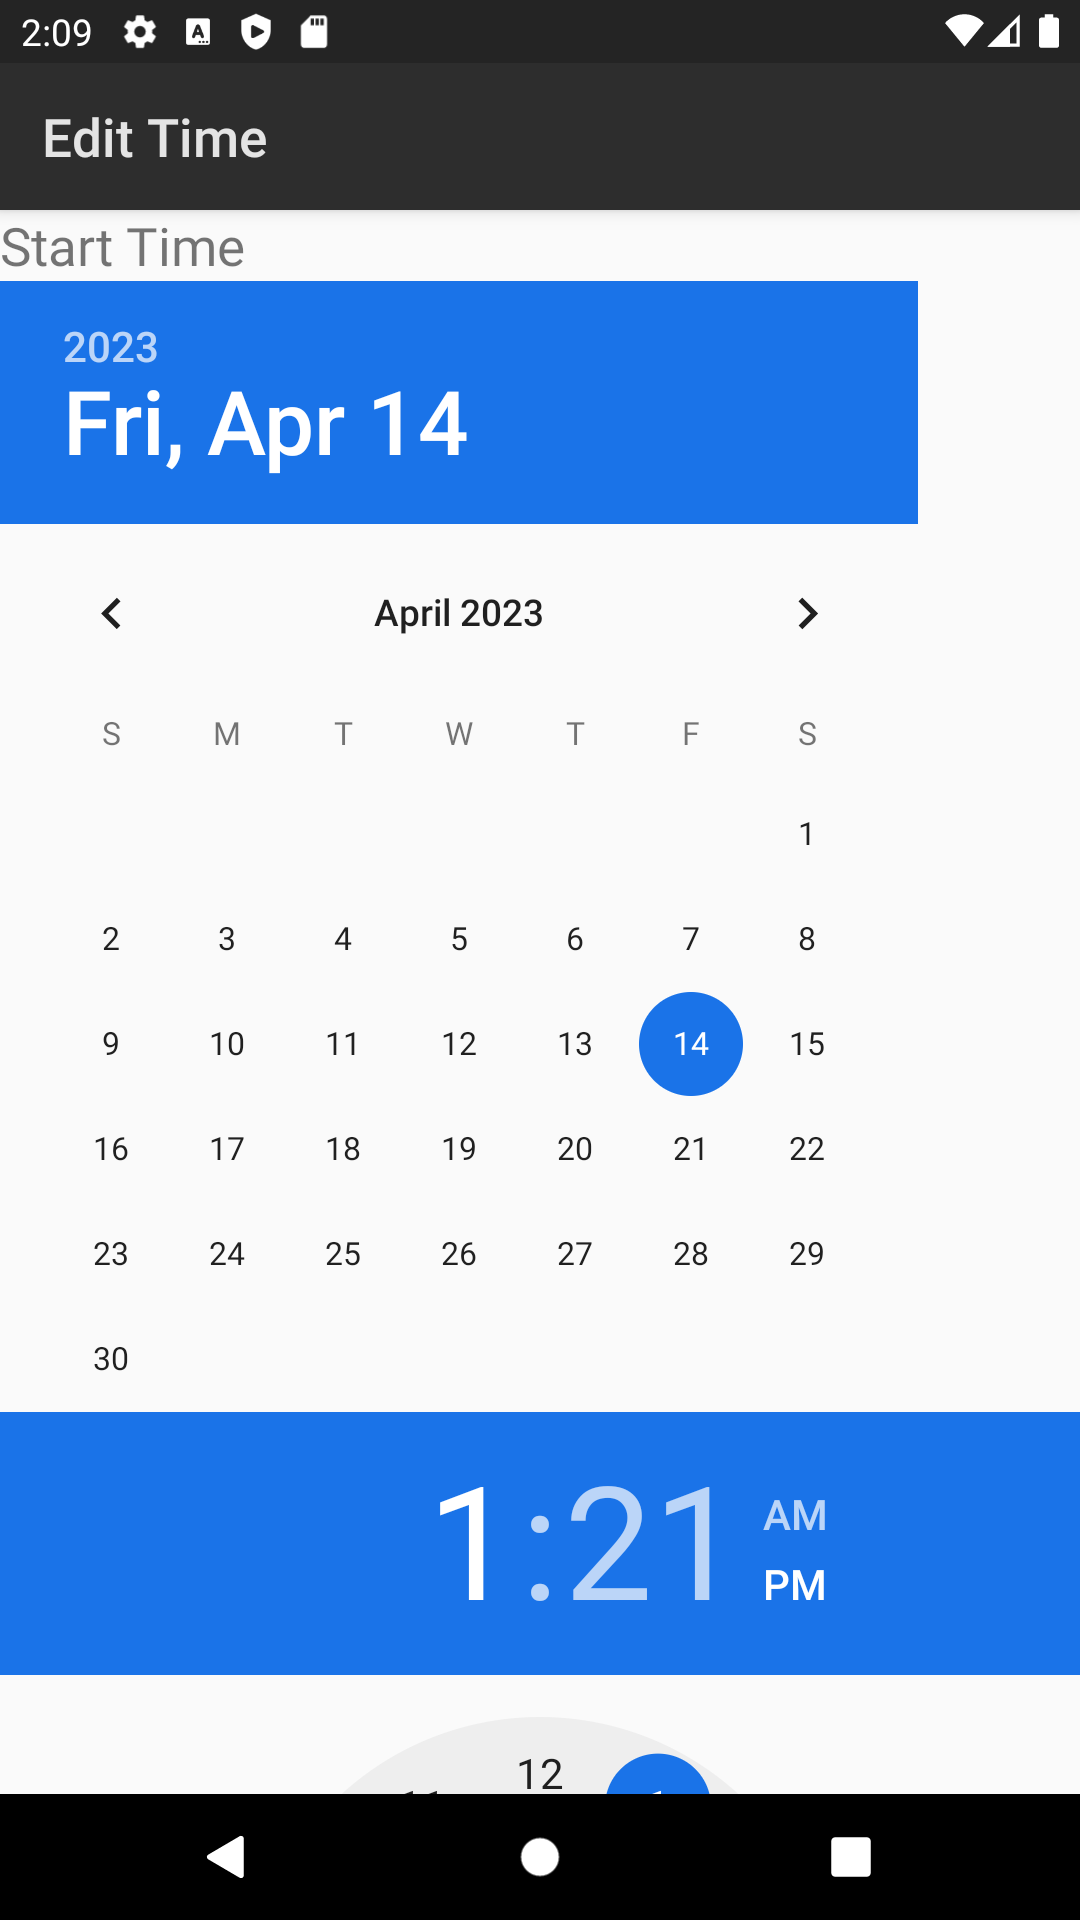 2:09
Edit Time
Start Time
2023
Fri, Apr 14
April 2023
S M T W T F S
1
2 3 4 5 6 7 8
9 10 11 12 13 14 15
16 17 18 19 20 21 22
23 24 25 26 27 28 29
30
1:21
AM
PM
12